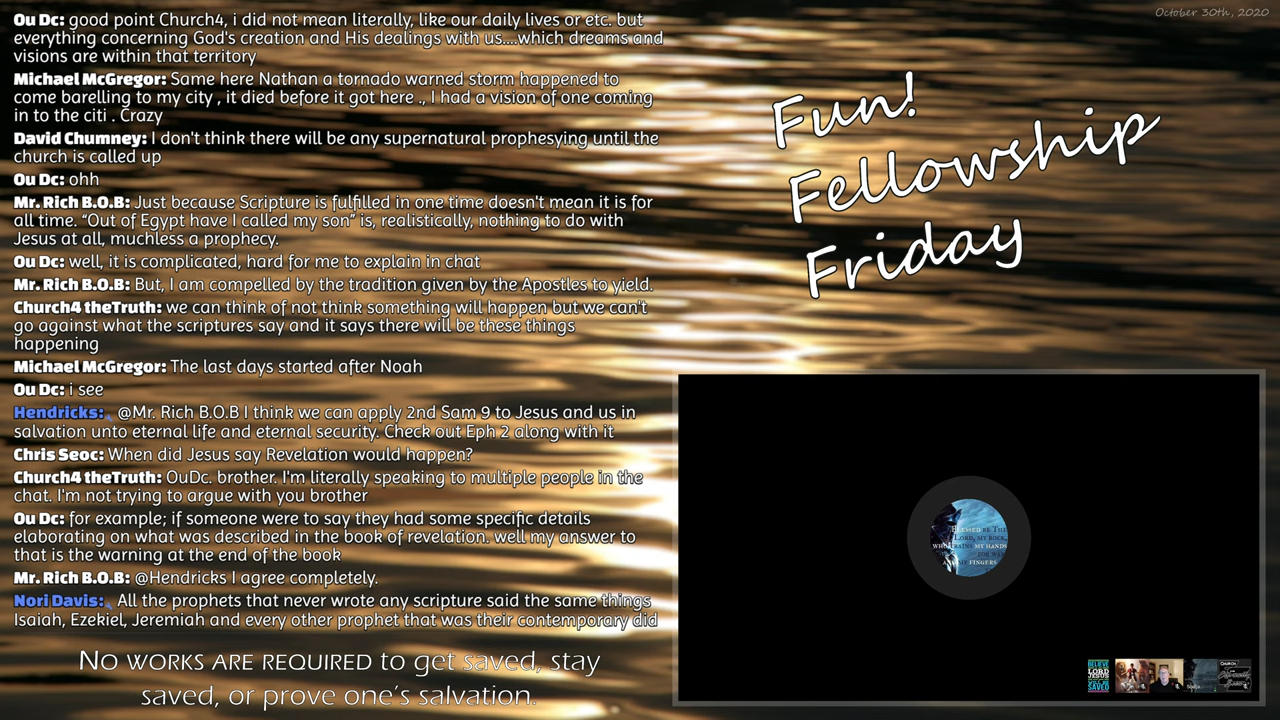 October 30th, 2020
Ou Dc: good point Church4, i did not mean literally, like our daily lives or etc. but
everything concerning God's creation and His dealings with us....which dreams and
visions are within that territory
Michael McGregor: Same here Nathan a tornado warned storm happened to
come barelling to my city , it died before it got here ., I had a vision of one coming
in to the citi . Crazy
David Chumney: I don't think there will be any supernatural prophesying until the
church is called up
Ou Dc: ohh
Mr. Rich B.O.B: Just because Scripture is fulfilled in one time doesn't mean it is for
all time. “Out of Egypt have I called my son” is, realistically, nothing to do with
Jesus at all, muchless a prophecy.
Ou Dc: well, it is complicated, hard for me to explain in chat
Mr. Rich B.O.B: But, I am compelled by the tradition given by the Apostles to yield.
Church4 theTruth: we can think of not think something will happen but we can't
go against what the scriptures say and it says there will be these things
happening
Michael McGregor: The last days started after Noah
Ou Dc: i see
Hendricks: @Mr. Rich B.O.B I think we can apply 2nd Sam 9 to Jesus and us in
salvation unto eternal life and eternal security. Check out Eph 2 along with it
Chris Seoc: When did Jesus say Revelation would happen?
Church4 theTruth: OuDc. brother. I'm literally speaking to multiple people in the
chat. I'm not trying to argue with you brother
Ou Dc: for example; if someone were to say they had some specific details
elaborating on what was described in the book of revelation. well my answer to
that is the warning at the end of the book
Mr. Rich B.O.B: @Hendricks I agree completely.
Nori Davis: All the prophets that never wrote any scripture said the same things
Isaiah, Ezekiel, Jeremiah and every other prophet that was their contemporary did
No works are required to get saved, stay
saved, or prove one's salvation.
Fun!
Fellowship
Friday
Blessed be The
Lord, my rock,
who trains my hands
for war
and my fingers
Believe
Lord
Jesus
Saved
Church